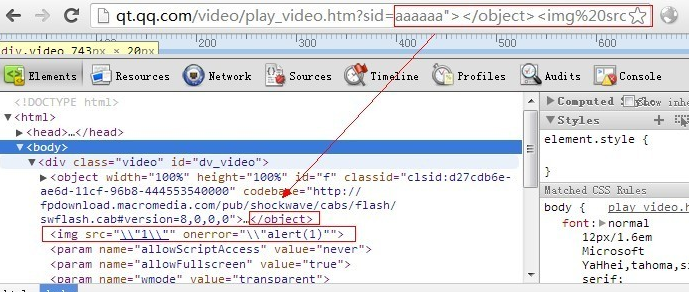 qt.qq.com/video/play_video.htm?sid=aaaaaa"></object><img%20src
div.video 743px × 20px
200 300 400 500 600
Elements Resources Network Sources Timeline Profiles Audits Console
<!DOCTYPE html>
▼<html>
▶<head>…</head>
▼<body>
▼<div class="video" id="dv_video">
▶<object width="100%" height="100%" id="f" classid="clsid:d27cdb6e-
ae6d-11cf-96b8-444553540000" codebase="http://
fpdownload.macromedia.com/pub/shockwave/cabs/flash/
swflash.cab#version=8,0,0,0">…</object>
<img src="\\"1\\"" onerror="\\"alert(1)"">
<param name="allowScriptAccess" value="never">
<param name="allowFullscreen" value="true">
<param name="wmode" value="transparent">
html body
▶ Computed Style Show inhe
▼ Styles
element.style {
}
Matched CSS Rules
body { play_video.h
font: ▶normal
12px/1.6em
Microsoft
YaHei,tahoma,si